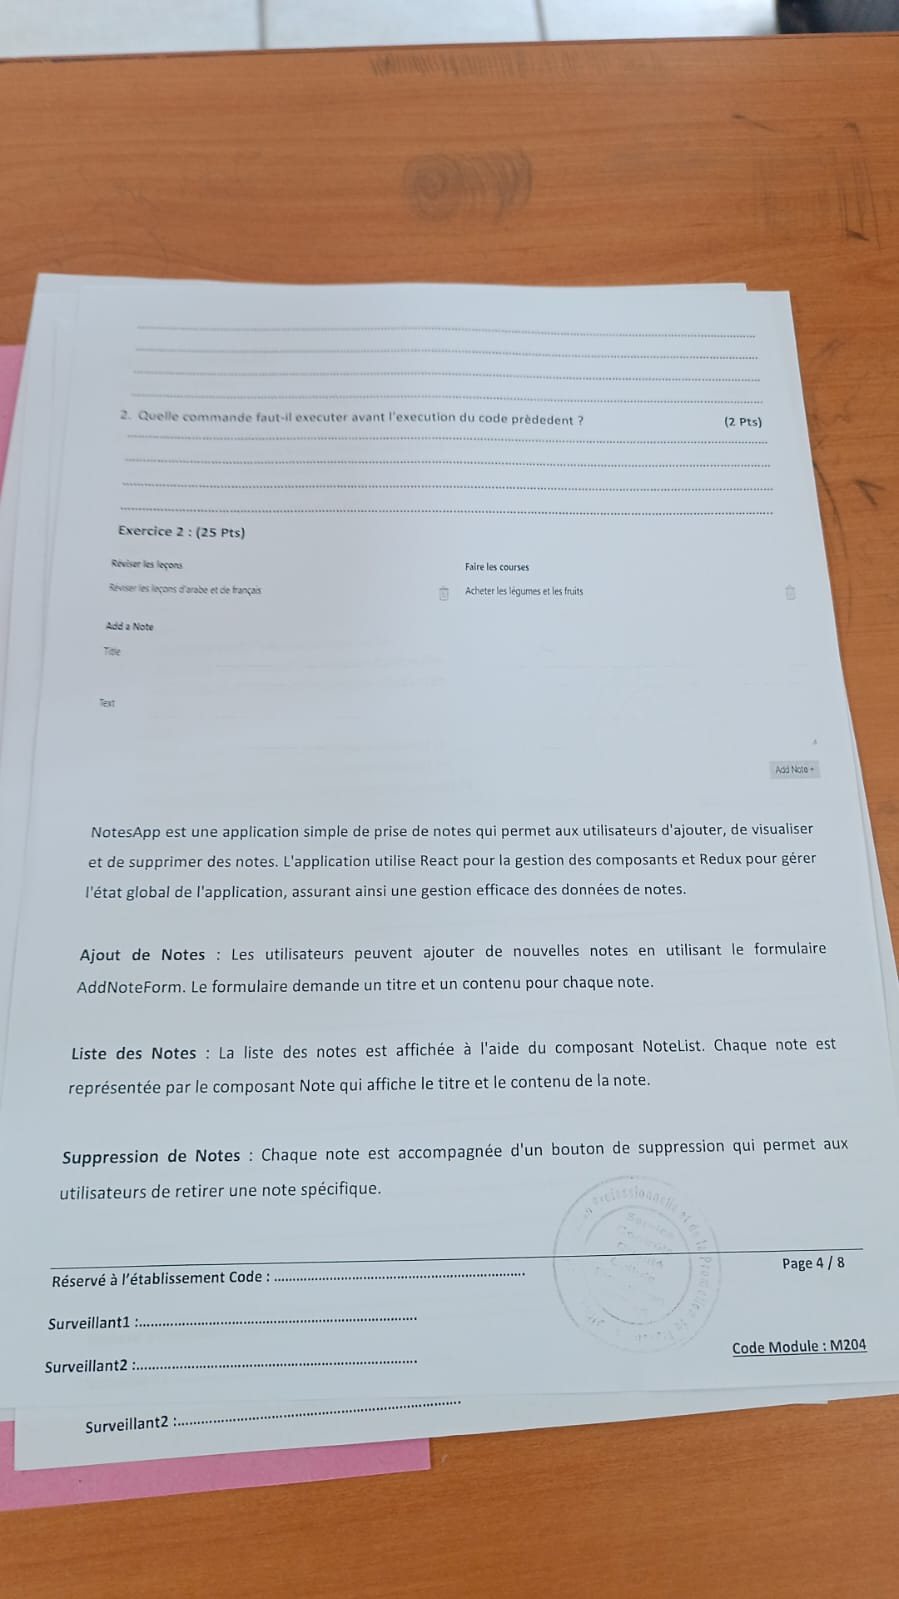 2. Quelle commande faut-il executer avant l'execution du code prèdedent ? (2 Pts)
Exercice 2 : (25 Pts)
Réviser les leçons
Faire les courses
Réviser les leçons d'arabe et de français
Acheter les légumes et les fruits
Add a Note
Title
Text
Add Note +
NotesApp est une application simple de prise de notes qui permet aux utilisateurs d'ajouter, de visualiser
et de supprimer des notes. L'application utilise React pour la gestion des composants et Redux pour gérer
l'état global de l'application, assurant ainsi une gestion efficace des données de notes.
Ajout de Notes : Les utilisateurs peuvent ajouter de nouvelles notes en utilisant le formulaire
AddNoteForm. Le formulaire demande un titre et un contenu pour chaque note.
Liste des Notes : La liste des notes est affichée à l'aide du composant NoteList. Chaque note est
représentée par le composant Note qui affiche le titre et le contenu de la note.
Suppression de Notes : Chaque note est accompagnée d'un bouton de suppression qui permet aux
utilisateurs de retirer une note spécifique.
Réservé à l'établissement Code :
Page 4 / 8
Surveillant1 :
Surveillant2 :
Code Module : M204
Surveillant2 :